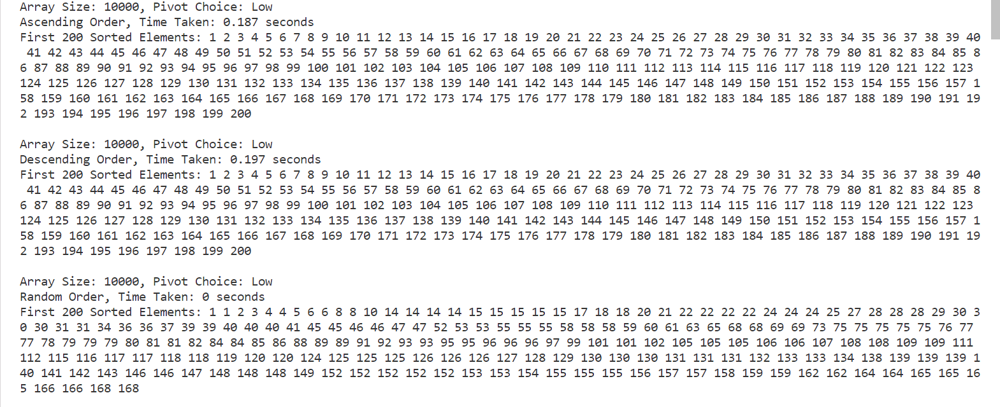 Array Size: 10000, Pivot Choice: Low
Ascending Order, Time Taken: 0.187 seconds
First 200 Sorted Elements: 1 2 3 4 5 6 7 8 9 10 11 12 13 14 15 16 17 18 19 20 21 22 23 24 25 26 27 28 29 30 31 32 33 34 35 36 37 38 39 40
41 42 43 44 45 46 47 48 49 50 51 52 53 54 55 56 57 58 59 60 61 62 63 64 65 66 67 68 69 70 71 72 73 74 75 76 77 78 79 80 81 82 83 84 85 8
6 87 88 89 90 91 92 93 94 95 96 97 98 99 100 101 102 103 104 105 106 107 108 109 110 111 112 113 114 115 116 117 118 119 120 121 122 123
124 125 126 127 128 129 130 131 132 133 134 135 136 137 138 139 140 141 142 143 144 145 146 147 148 149 150 151 152 153 154 155 156 157 1
58 159 160 161 162 163 164 165 166 167 168 169 170 171 172 173 174 175 176 177 178 179 180 181 182 183 184 185 186 187 188 189 190 191 19
2 193 194 195 196 197 198 199 200
Array Size: 10000, Pivot Choice: Low
Descending Order, Time Taken: 0.197 seconds
First 200 Sorted Elements: 1 2 3 4 5 6 7 8 9 10 11 12 13 14 15 16 17 18 19 20 21 22 23 24 25 26 27 28 29 30 31 32 33 34 35 36 37 38 39 40
41 42 43 44 45 46 47 48 49 50 51 52 53 54 55 56 57 58 59 60 61 62 63 64 65 66 67 68 69 70 71 72 73 74 75 76 77 78 79 80 81 82 83 84 85 8
6 87 88 89 90 91 92 93 94 95 96 97 98 99 100 101 102 103 104 105 106 107 108 109 110 111 112 113 114 115 116 117 118 119 120 121 122 123
124 125 126 127 128 129 130 131 132 133 134 135 136 137 138 139 140 141 142 143 144 145 146 147 148 149 150 151 152 153 154 155 156 157 1
58 159 160 161 162 163 164 165 166 167 168 169 170 171 172 173 174 175 176 177 178 179 180 181 182 183 184 185 186 187 188 189 190 191 19
2 193 194 195 196 197 198 199 200
Array Size: 10000, Pivot Choice: Low
Random Order, Time Taken: 0 seconds
First 200 Sorted Elements: 1 1 2 3 4 4 5 6 6 8 8 10 14 14 14 14 15 15 15 15 15 17 18 18 20 21 22 22 22 22 24 24 24 25 27 28 28 28 29 30 3
0 30 31 31 34 36 36 37 39 39 40 40 40 41 45 45 46 46 47 47 52 53 53 55 55 55 58 58 58 59 60 61 63 65 68 68 69 69 73 75 75 75 75 75 76 77
77 78 79 79 79 80 81 81 82 84 84 85 86 88 89 89 91 92 93 93 95 95 96 96 96 97 99 101 101 102 105 105 105 106 106 107 108 108 109 109 111
112 115 116 117 117 118 118 119 120 120 124 125 125 125 126 126 126 127 128 129 130 130 130 131 131 131 132 133 133 134 138 139 139 139 1
40 141 142 143 146 146 147 148 148 148 149 152 152 152 152 152 153 153 154 155 155 155 156 157 157 158 159 159 162 162 164 164 165 165 16
5 166 166 168 168